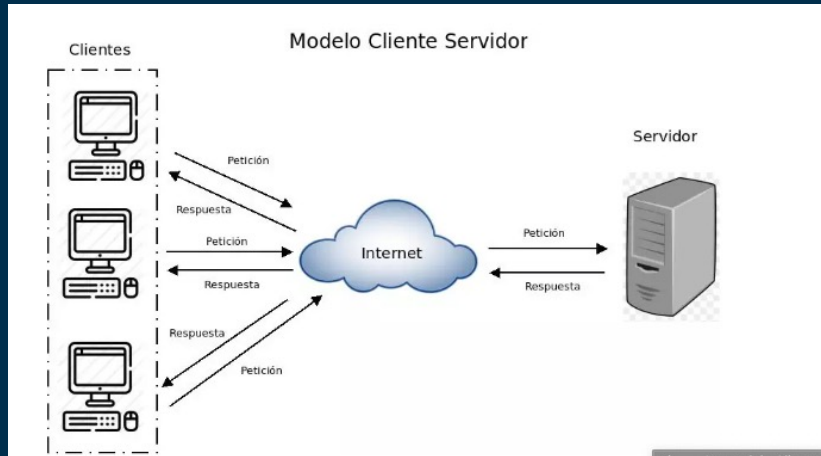 Modelo Cliente Servidor
Clientes
Servidor
Petición
Respuesta
Petición
Respuesta
Internet
Petición
Respuesta
Respuesta
Petición